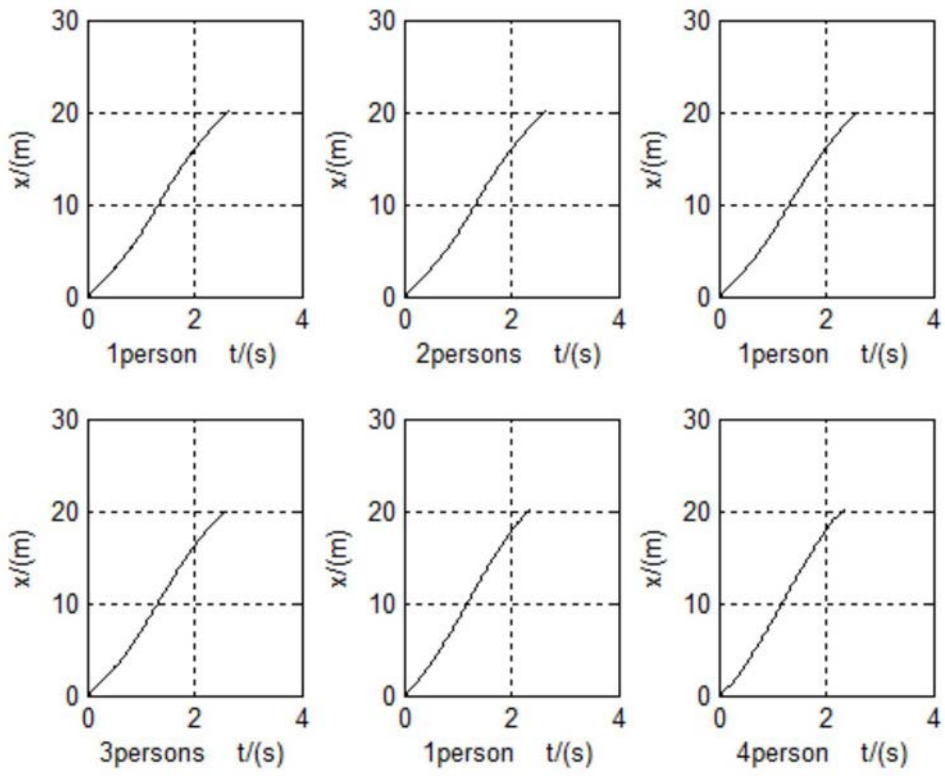 30 30 30
20 20 20
x/(m) x/(m) x/(m)
10 10 10
0 0 0
0 2 4 0 2 4 0 2 4
1person t/(s) 2persons t/(s) 1person t/(s)
30 30 30
20 20 20
x/(m) x/(m) x/(m)
10 10 10
0 0 0
0 2 4 0 2 4 0 2 4
3persons t/(s) 1person t/(s) 4person t/(s)